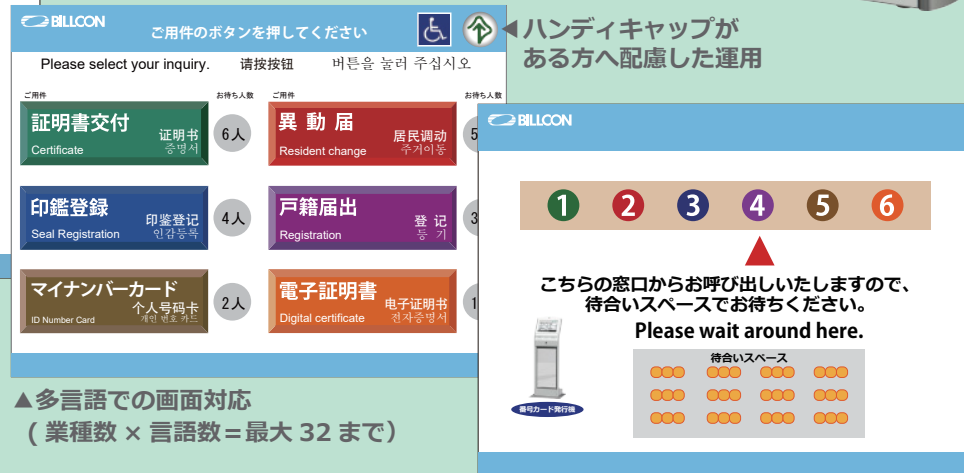 BILLCON
ご用件のボタンを押してください
Please select your inquiry. 请按按钮 버튼을 눌러 주십시오
ご用件 お待ち人数 ご用件 お待ち人数
証明書交付
Certificate
证明书
증명서
6人
異動届
Resident change
居民调动
주거이동
5
印鑑登録
Seal Registration
印鉴登记
인감등록
4人
戸籍届出
Registration
登 记
등 기
3
マイナンバーカード
ID Number Card
个人号码卡
개인 번호 카드
2人
電子証明書
Digital certificate
电子证明书
전자증명서
1
◀ハンディキャップが
ある方へ配慮した運用
BILLCON
1 2 3 4 5 6
こちらの窓口からお呼び出しいたしますので、
待合いスペースでお待ちください。
Please wait around here.
待合いスペース
番号カード発行機
▲多言語での画面対応
(業種数 × 言語数=最大 32 まで）